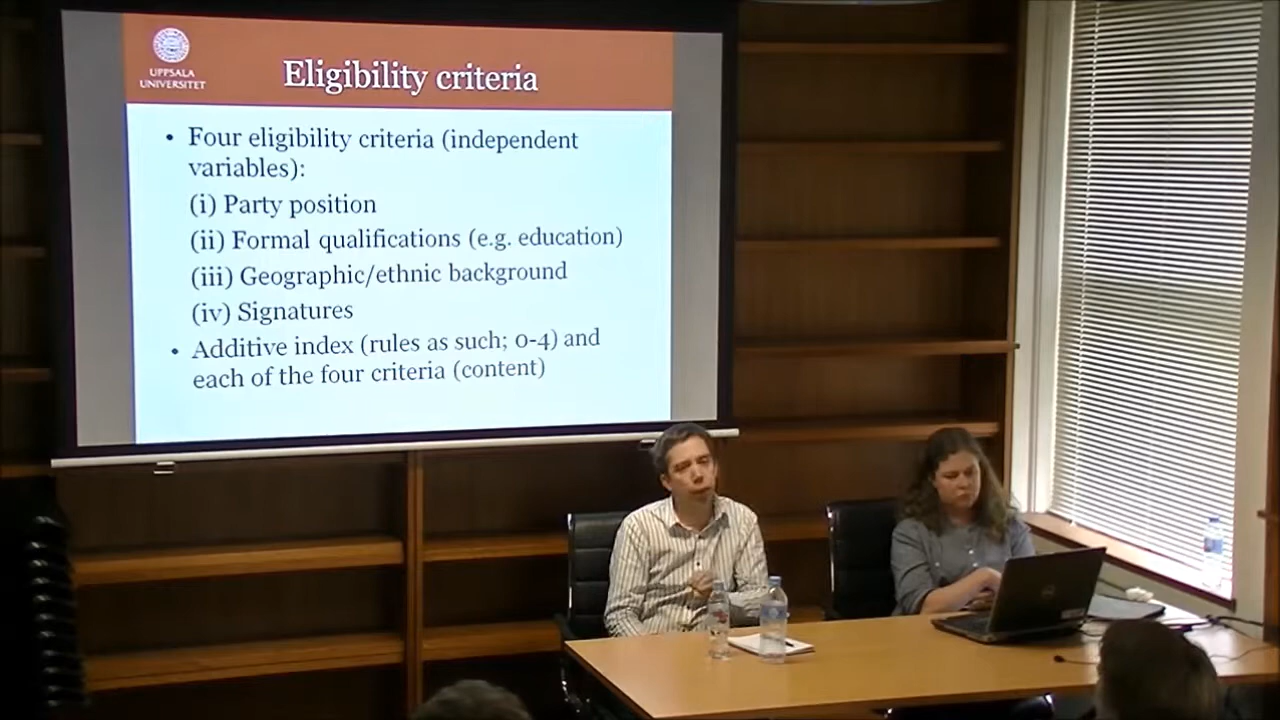 UPPSALA
UNIVERSITET
Eligibility criteria
• Four eligibility criteria (independent
variables):
(i) Party position
(ii) Formal qualifications (e.g. education)
(iii) Geographic/ethnic background
(iv) Signatures
• Additive index (rules as such; 0-4) and
each of the four criteria (content)